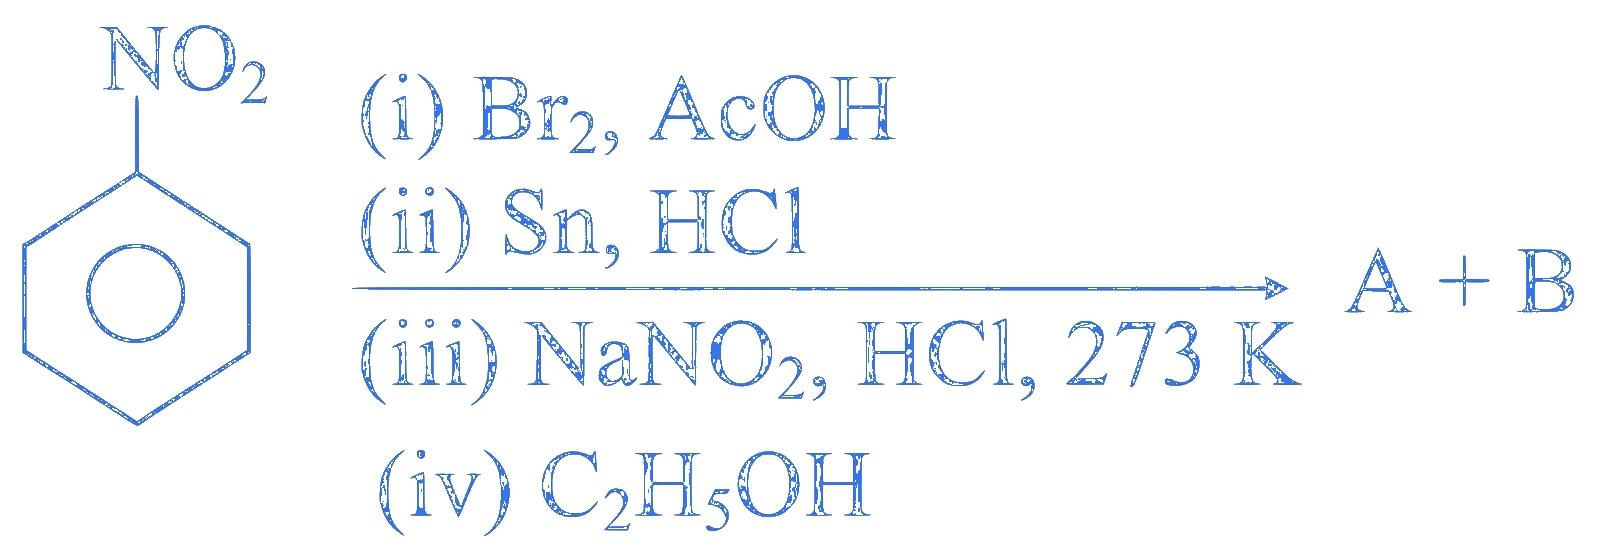 NO₂
(i) Br₂, AcOH
(ii) Sn, HCl
(iii) NaNO₂, HCl, 273 K
(iv) C₂H₅OH
A + B